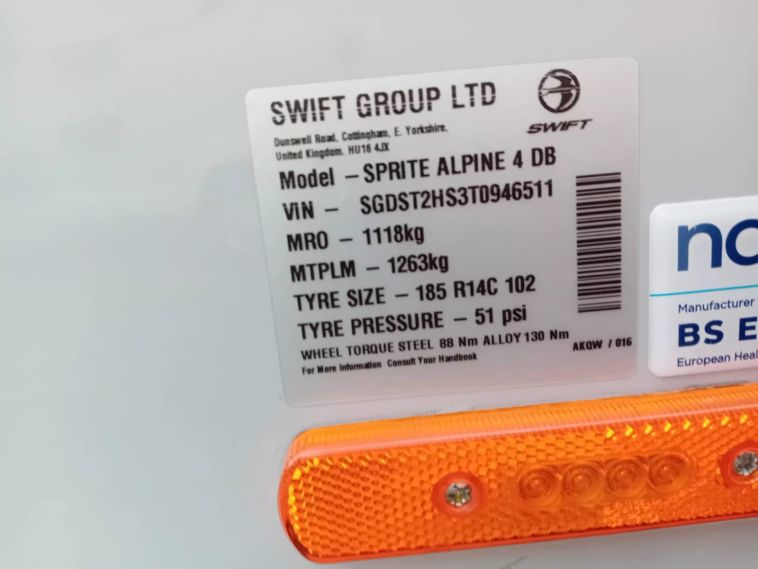 SWIFT GROUP LTD
SWIFT
Dunswell Road, Cottingham, E. Yorkshire,
United Kingdom. HU16 4JX
Model – SPRITE ALPINE 4 DB
ViN – SGDST2HS3T0946511
MRO – 1118kg
MTPLM – 1263kg
TYRE SIZE – 185 R14C 102
TYRE PRESSURE – 51 psi
WHEEL TORQUE STEEL 88 Nm ALLOY 130 Nm
For More Information Consult Your Handbook
AKQW / 016
Manufacturer
BS E
European Heal